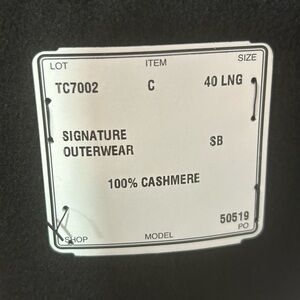 LOT ITEM SIZE
TC7002 C 40 LNG
SIGNATURE
OUTERWEAR SB
100% CASHMERE
50519
SHOP MODEL PO